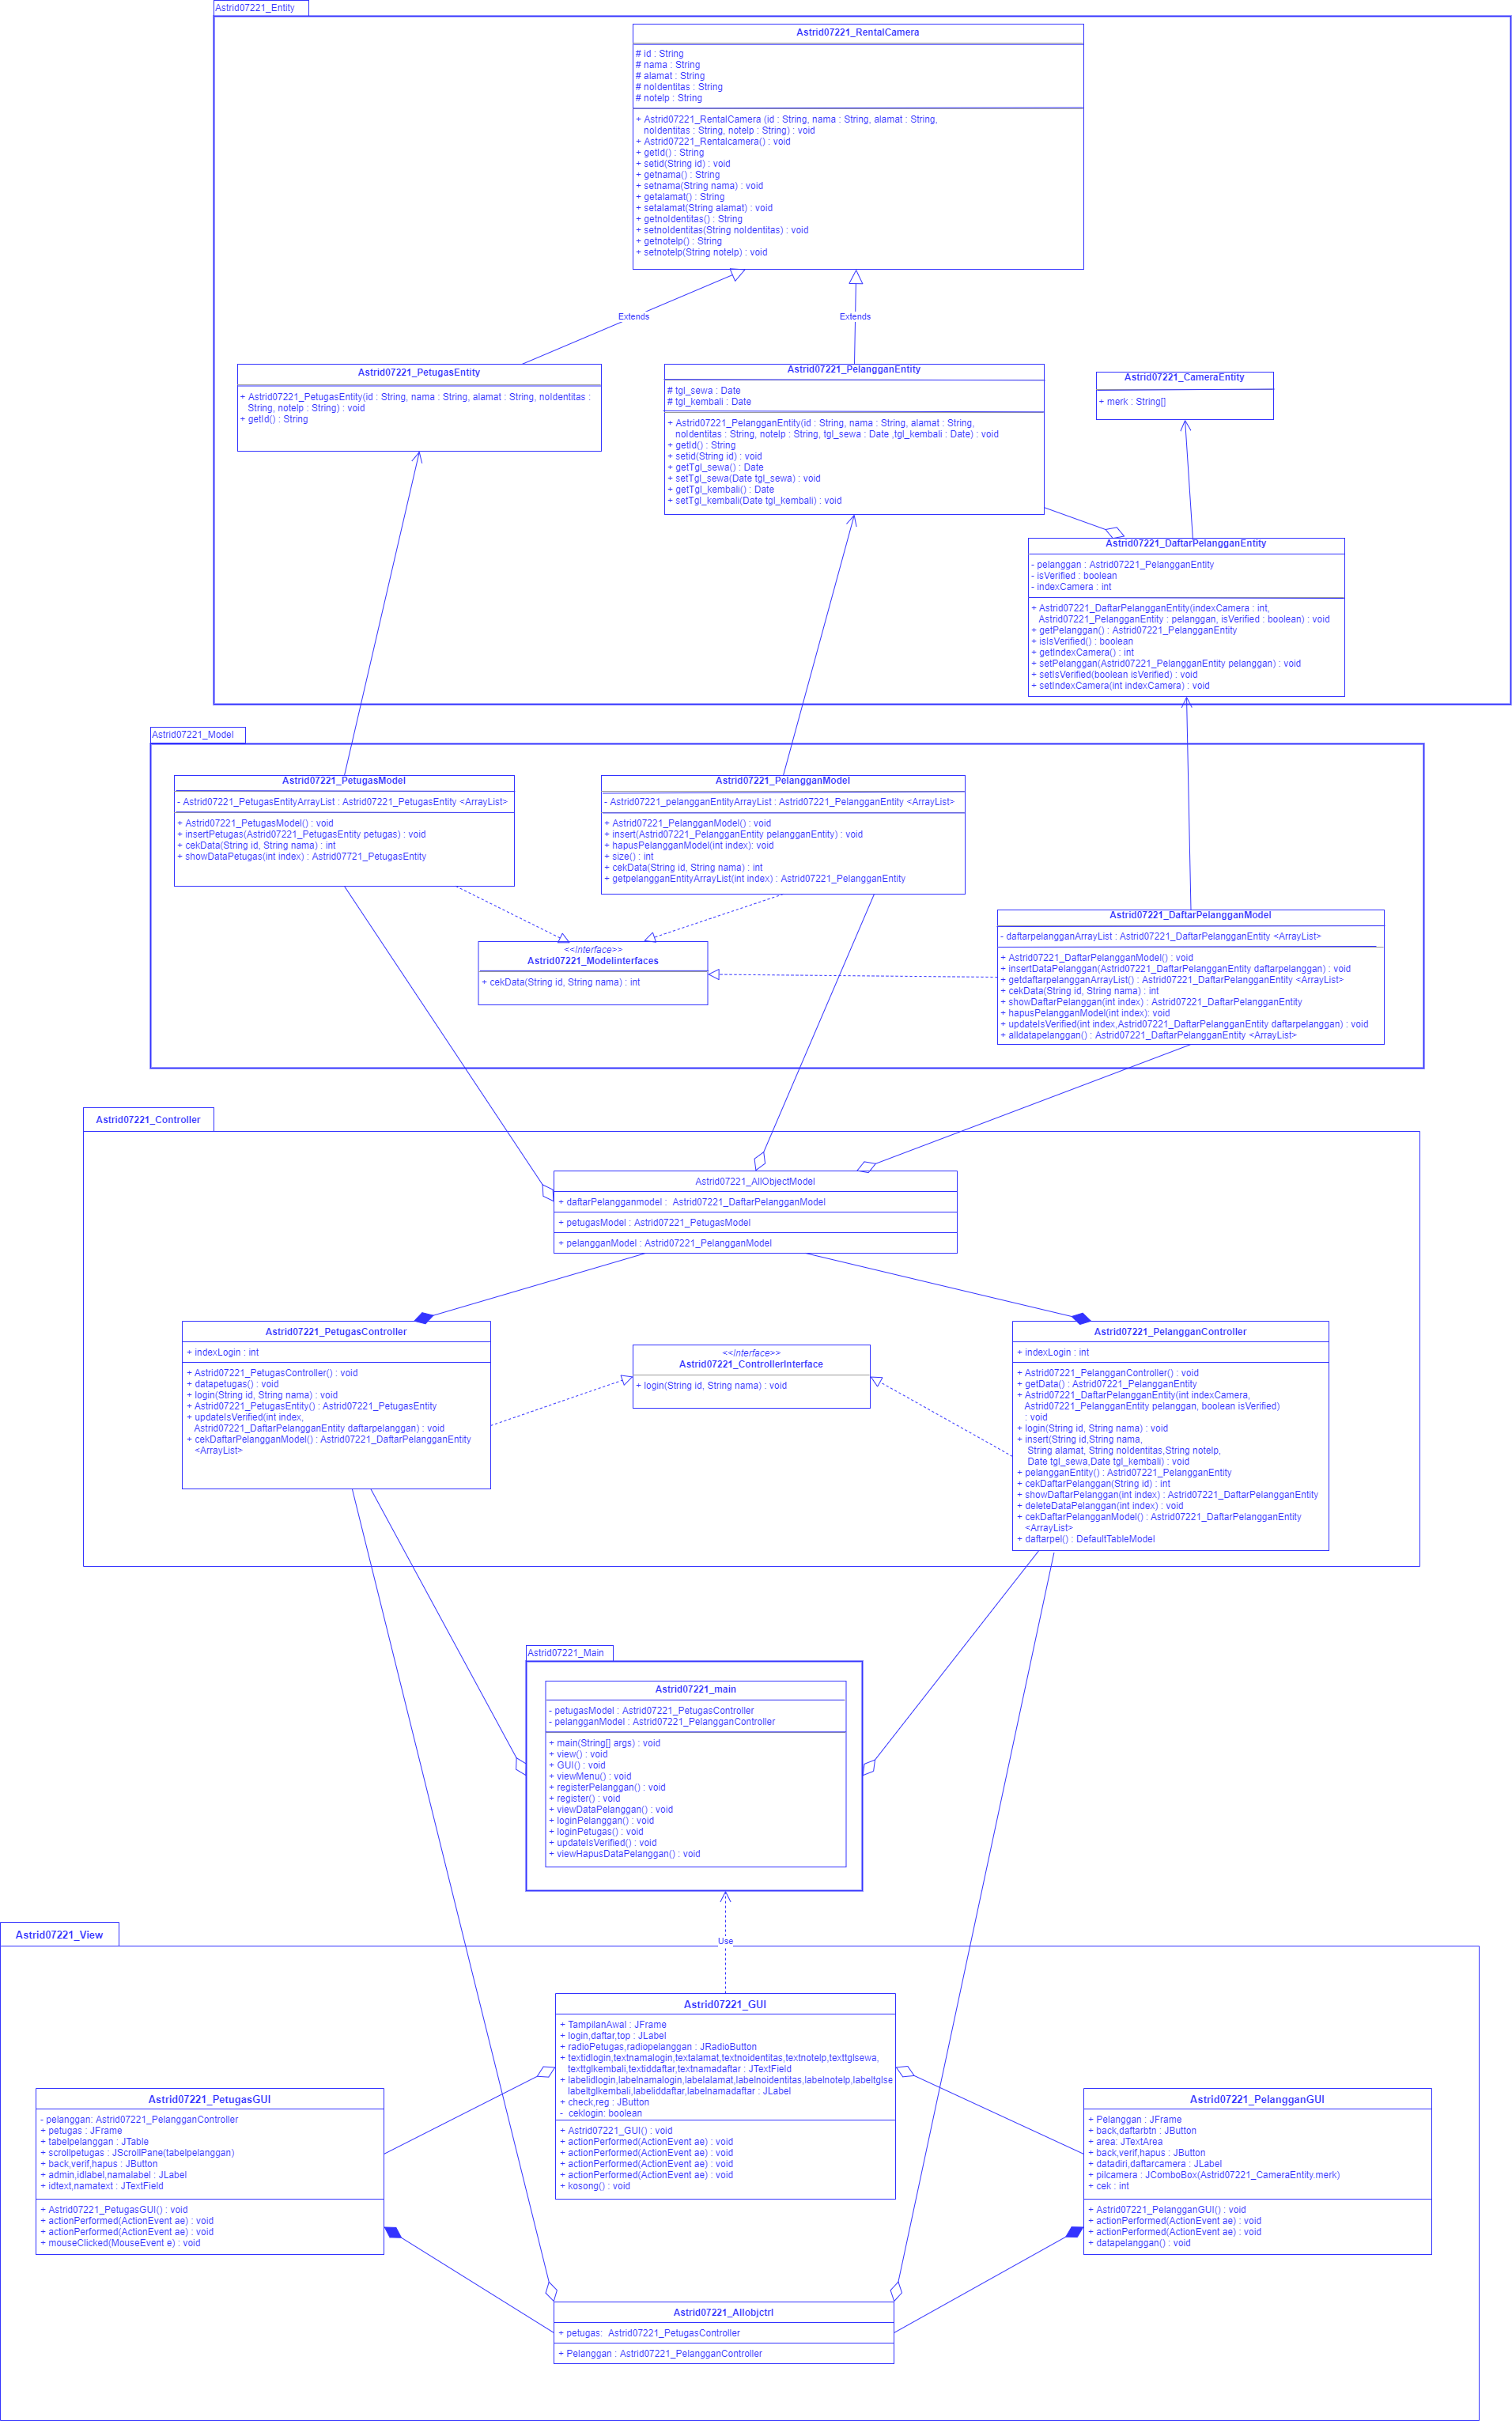 Astrid07221_Entity
Astrid07221_RentalCamera
# id : String
# nama : String
# alamat : String
# noIdentitas : String
# notelp : String
+ Astrid07221_RentalCamera (id : String, nama : String, alamat : String,
noIdentitas : String, notelp : String) : void
+ Astrid07221_Rentalcamera() : void
+ getId() : String
+ setid(String id) : void
+ getnama() : String
+ setnama(String nama) : void
+ getalamat() : String
+ setalamat(String alamat) : void
+ getnoIdentitas() : String
+ setnoIdentitas(String noIdentitas) : void
+ getnotelp() : String
+ setnotelp(String notelp) : void
Extends
Extends
Astrid07221_PetugasEntity
+ Astrid07221_PetugasEntity(id : String, nama : String, alamat : String, noIdentitas :
String, notelp : String) : void
+ getId() : String
Astrid07221_PelangganEntity
# tgl_sewa : Date
# tgl_kembali : Date
+ Astrid07221_PelangganEntity(id : String, nama : String, alamat : String,
noIdentitas : String, notelp : String, tgl_sewa : Date ,tgl_kembali : Date) : void
+ getId() : String
+ setid(String id) : void
+ getTgl_sewa() : Date
+ setTgl_sewa(Date tgl_sewa) : void
+ getTgl_kembali() : Date
+ setTgl_kembali(Date tgl_kembali) : void
Astrid07221_CameraEntity
+ merk : String[]
Astrid07221_DaftarPelangganEntity
- pelanggan : Astrid07221_PelangganEntity
- isVerified : boolean
- indexCamera : int
+ Astrid07221_DaftarPelangganEntity(indexCamera : int,
Astrid07221_PelangganEntity : pelanggan, isVerified : boolean) : void
+ getPelanggan() : Astrid07221_PelangganEntity
+ isIsVerified() : boolean
+ getIndexCamera() : int
+ setPelanggan(Astrid07221_PelangganEntity pelanggan) : void
+ setIsVerified(boolean isVerified) : void
+ setIndexCamera(int indexCamera) : void
Astrid07221_Model
Astrid07221_PetugasModel
- Astrid07221_PetugasEntityArrayList : Astrid07221_PetugasEntity <ArrayList>
+ Astrid07221_PetugasModel() : void
+ insertPetugas(Astrid07221_PetugasEntity petugas) : void
+ cekData(String id, String nama) : int
+ showDataPetugas(int index) : Astrid07721_PetugasEntity
Astrid07221_PelangganModel
- Astrid07221_pelangganEntityArrayList : Astrid07221_PelangganEntity <ArrayList>
+ Astrid07221_PelangganModel() : void
+ insert(Astrid07221_PelangganEntity pelangganEntity) : void
+ hapusPelangganModel(int index): void
+ size() : int
+ cekData(String id, String nama) : int
+ getpelangganEntityArrayList(int index) : Astrid07221_PelangganEntity
<<Interface>>
Astrid07221_Modelinterfaces
+ cekData(String id, String nama) : int
Astrid07221_DaftarPelangganModel
- daftarpelangganArrayList : Astrid07221_DaftarPelangganEntity <ArrayList>
+ Astrid07221_DaftarPelangganModel() : void
+ insertDataPelanggan(Astrid07221_DaftarPelangganEntity daftarpelanggan) : void
+ getdaftarpelangganArrayList() : Astrid07221_DaftarPelangganEntity <ArrayList>
+ cekData(String id, String nama) : int
+ showDaftarPelanggan(int index) : Astrid07221_DaftarPelangganEntity
+ hapusPelangganModel(int index): void
+ updateIsVerified(int index,Astrid07221_DaftarPelangganEntity daftarpelanggan) : void
+ alldatapelanggan() : Astrid07221_DaftarPelangganEntity <ArrayList>
Astrid07221_Controller
Astrid07221_AllObjectModel
+ daftarPelangganmodel : Astrid07221_DaftarPelangganModel
+ petugasModel : Astrid07221_PetugasModel
+ pelangganModel : Astrid07221_PelangganModel
Astrid07221_PetugasController
+ indexLogin : int
+ Astrid07221_PetugasController() : void
+ datapetugas() : void
+ login(String id, String nama) : void
+ Astrid07221_PetugasEntity() : Astrid07221_PetugasEntity
+ updateIsVerified(int index,
Astrid07221_DaftarPelangganEntity daftarpelanggan) : void
+ cekDaftarPelangganModel() : Astrid07221_DaftarPelangganEntity
<ArrayList>
<<Interface>>
Astrid07221_ControllerInterface
+ login(String id, String nama) : void
Astrid07221_PelangganController
+ indexLogin : int
+ Astrid07221_PelangganController() : void
+ getData() : Astrid07221_PelangganEntity
+ Astrid07221_DaftarPelangganEntity(int indexCamera,
Astrid07221_PelangganEntity pelanggan, boolean isVerified)
: void
+ login(String id, String nama) : void
+ insert(String id,String nama,
String alamat, String noIdentitas,String notelp,
Date tgl_sewa,Date tgl_kembali) : void
+ pelangganEntity() : Astrid07221_PelangganEntity
+ cekDaftarPelanggan(String id) : int
+ showDaftarPelanggan(int index) : Astrid07221_DaftarPelangganEntity
+ deleteDataPelanggan(int index) : void
+ cekDaftarPelangganModel() : Astrid07221_DaftarPelangganEntity
<ArrayList>
+ daftarpel() : DefaultTableModel
Astrid07221_Main
Astrid07221_main
- petugasModel : Astrid07221_PetugasController
- pelangganModel : Astrid07221_PelangganController
+ main(String[] args) : void
+ view() : void
+ GUI() : void
+ viewMenu() : void
+ registerPelanggan() : void
+ register() : void
+ viewDataPelanggan() : void
+ loginPelanggan() : void
+ loginPetugas() : void
+ updateIsVerified() : void
+ viewHapusDataPelanggan() : void
Use
Astrid07221_View
Astrid07221_GUI
+ TampilanAwal : JFrame
+ login,daftar,top : JLabel
+ radioPetugas,radiopelanggan : JRadioButton
+ textidlogin,textnamalogin,textalamat,textnoidentitas,textnotelp,texttglsewa,
texttglkembali,textiddaftar,textnamadaftar : JTextField
+ labelidlogin,labelnamalogin,labelalamat,labelnoidentitas,labelnotelp,labeltglse
labeltglkembali,labeliddaftar,labelnamadaftar : JLabel
+ check,reg : JButton
- ceklogin: boolean
+ Astrid07221_GUI() : void
+ actionPerformed(ActionEvent ae) : void
+ actionPerformed(ActionEvent ae) : void
+ actionPerformed(ActionEvent ae) : void
+ actionPerformed(ActionEvent ae) : void
+ kosong() : void
Astrid07221_PetugasGUI
- pelanggan: Astrid07221_PelangganController
+ petugas : JFrame
+ tabelpelanggan : JTable
+ scrollpetugas : JScrollPane(tabelpelanggan)
+ back,verif,hapus : JButton
+ admin,idlabel,namalabel : JLabel
+ idtext,namatext : JTextField
+ Astrid07221_PetugasGUI() : void
+ actionPerformed(ActionEvent ae) : void
+ actionPerformed(ActionEvent ae) : void
+ mouseClicked(MouseEvent e) : void
Astrid07221_PelangganGUI
+ Pelanggan : JFrame
+ back,daftarbtn : JButton
+ area: JTextArea
+ back,verif,hapus : JButton
+ datadiri,daftarcamera : JLabel
+ pilcamera : JComboBox(Astrid07221_CameraEntity.merk)
+ cek : int
+ Astrid07221_PelangganGUI() : void
+ actionPerformed(ActionEvent ae) : void
+ actionPerformed(ActionEvent ae) : void
+ datapelanggan() : void
Astrid07221_Allobjctrl
+ petugas: Astrid07221_PetugasController
+ Pelanggan : Astrid07221_PelangganController